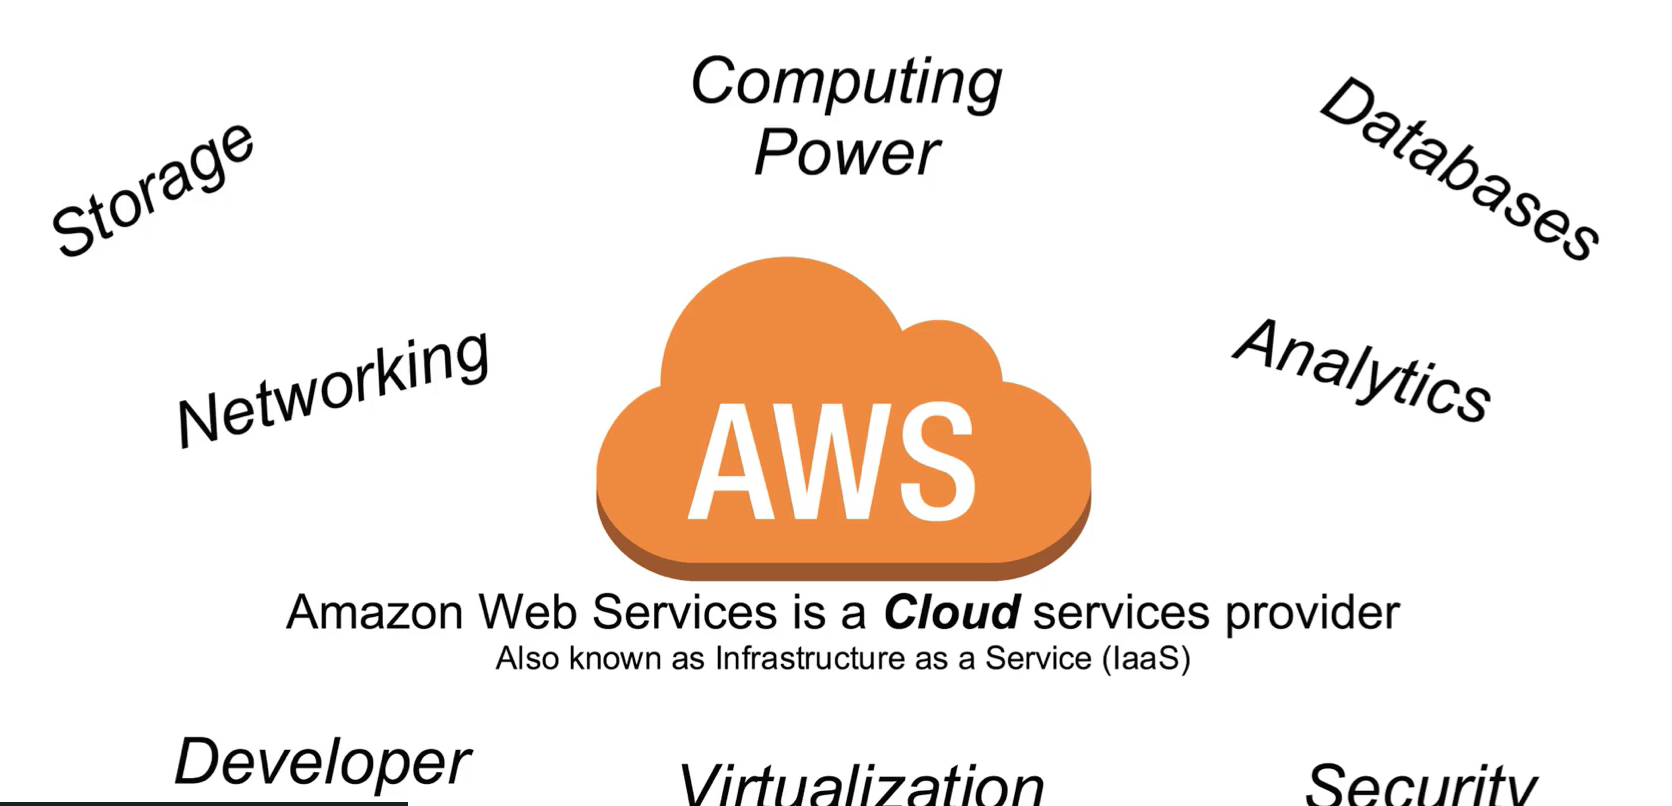 Computing
Power
Databases
Storage
Networking
Analytics
AWS
Amazon Web Services is a Cloud services provider
Also known as Infrastructure as a Service (IaaS)
Developer
Virtualization
Security